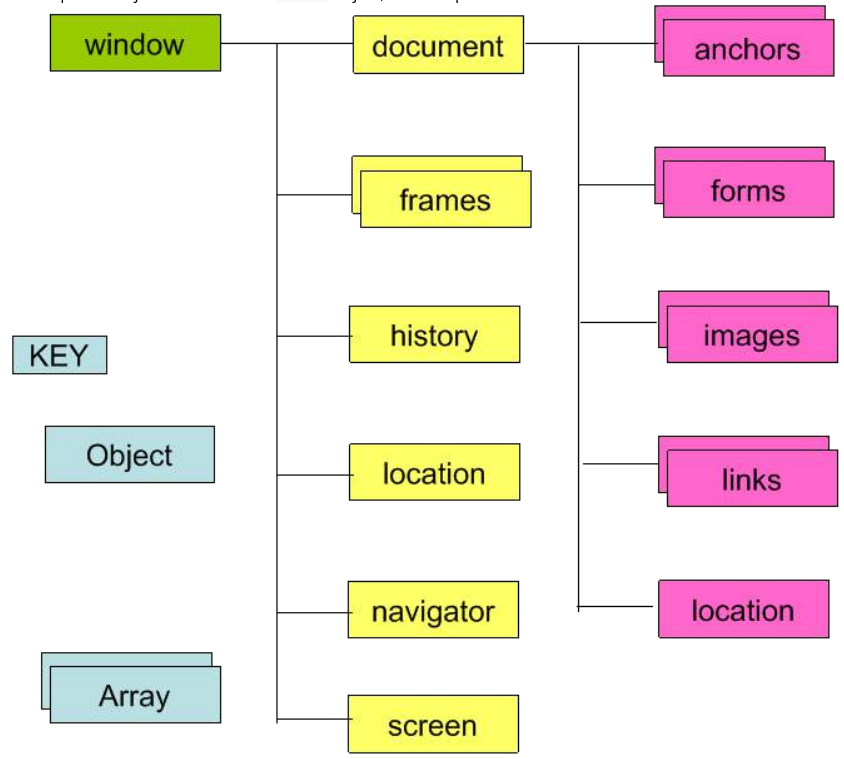 window
document
anchors
frames
forms
history
images
KEY
Object
location
links
navigator
location
Array
screen